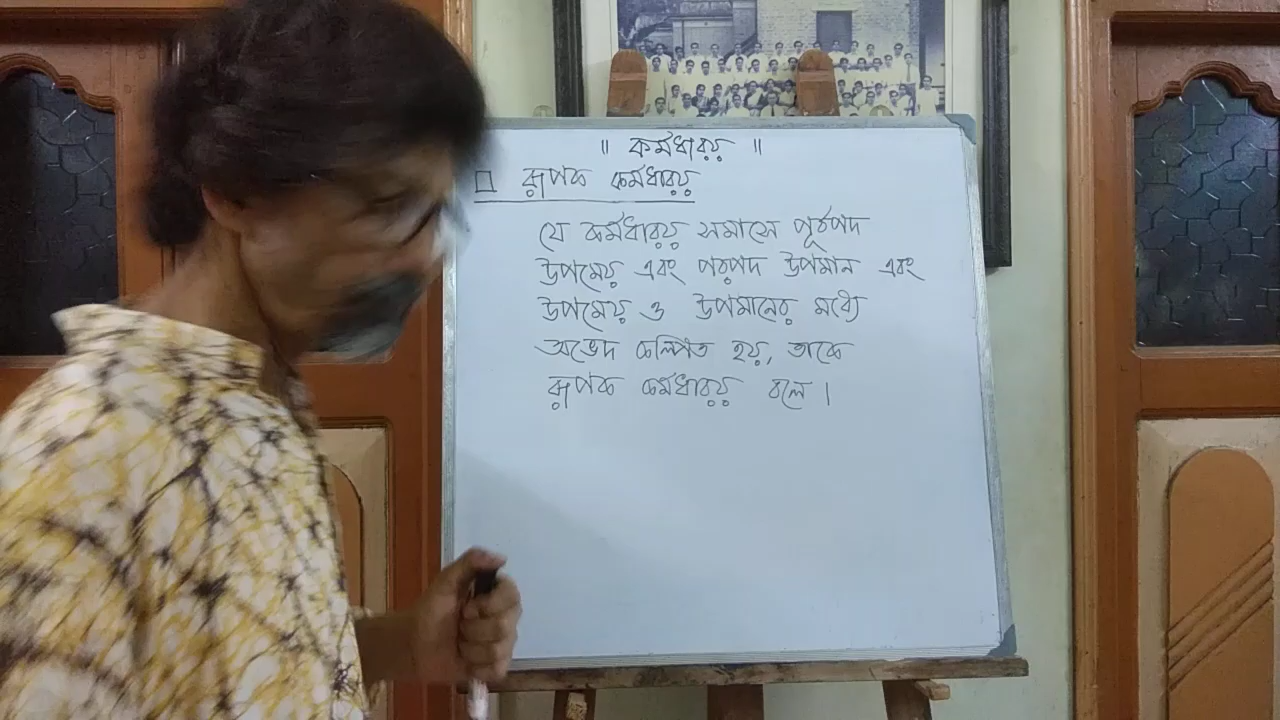 ॥ কর্মধারয় ॥
রূপক কর্মধারয়
যে কর্মধারয় সমাসে পূর্বপদ
উপমেয় এবং পরপদ উপমান এবং
উপমেয় ও উপমানের মধ্যে
অভেদ কল্পিত হয়, তাকে
রূপক কর্মধারয় বলে।